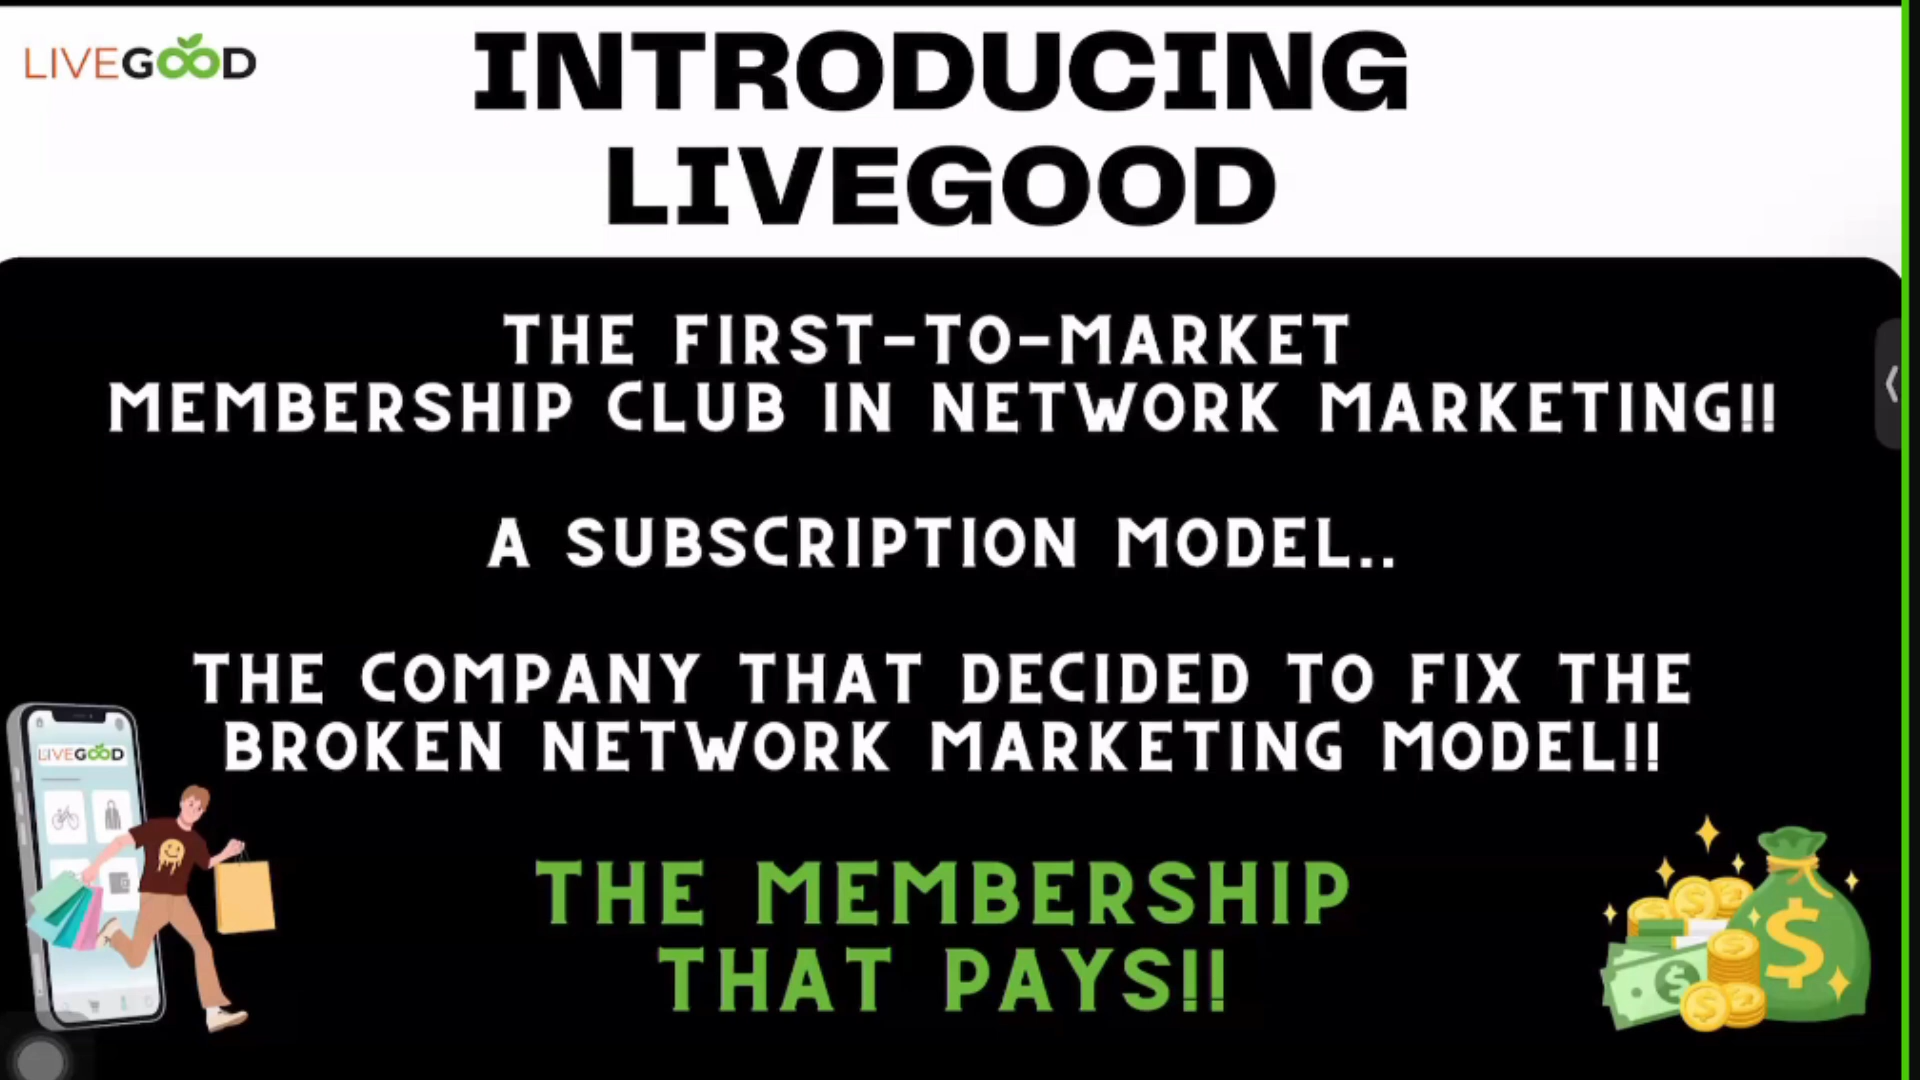 LIVEGOOD
INTRODUCING
LIVEGOOD
THE FIRST-TO-MARKET
MEMBERSHIP CLUB IN NETWORK MARKETING!!
A SUBSCRIPTION MODEL..
THE COMPANY THAT DECIDED TO FIX THE
BROKEN NETWORK MARKETING MODEL!!
LIVEGOOD
THE MEMBERSHIP
THAT PAYS!!